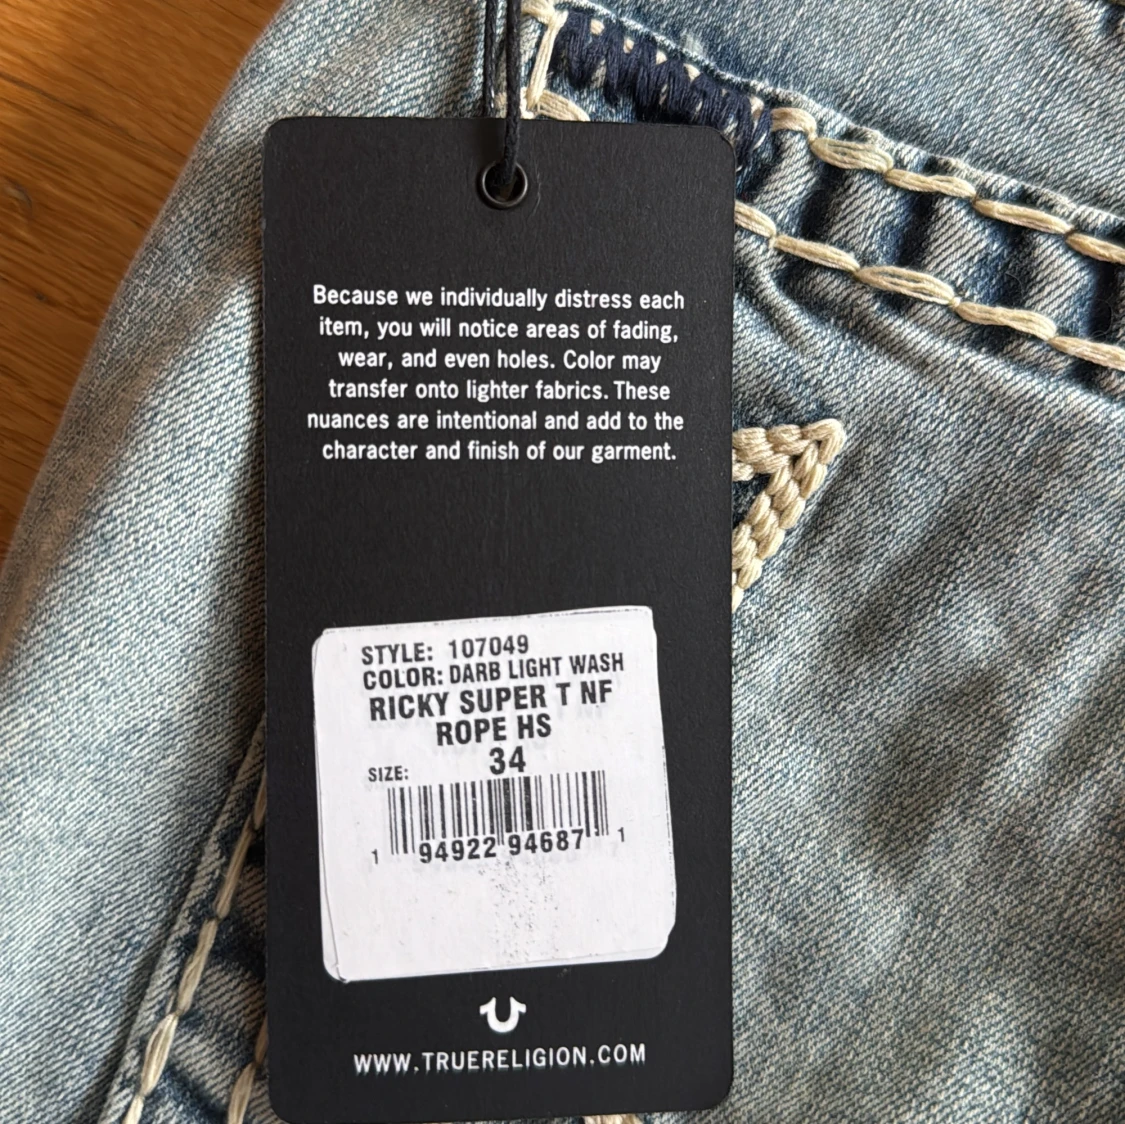 Because we individually distress each
item, you will notice areas of fading,
wear, and even holes. Color may
transfer onto lighter fabrics. These
nuances are intentional and add to the
character and finish of our garment.
STYLE: 107049
COLOR: DARB LIGHT WASH
RICKY SUPER T NF
ROPE HS
34
SIZE:
1 94922 94687 1
WWW.TRUERELIGION.COM